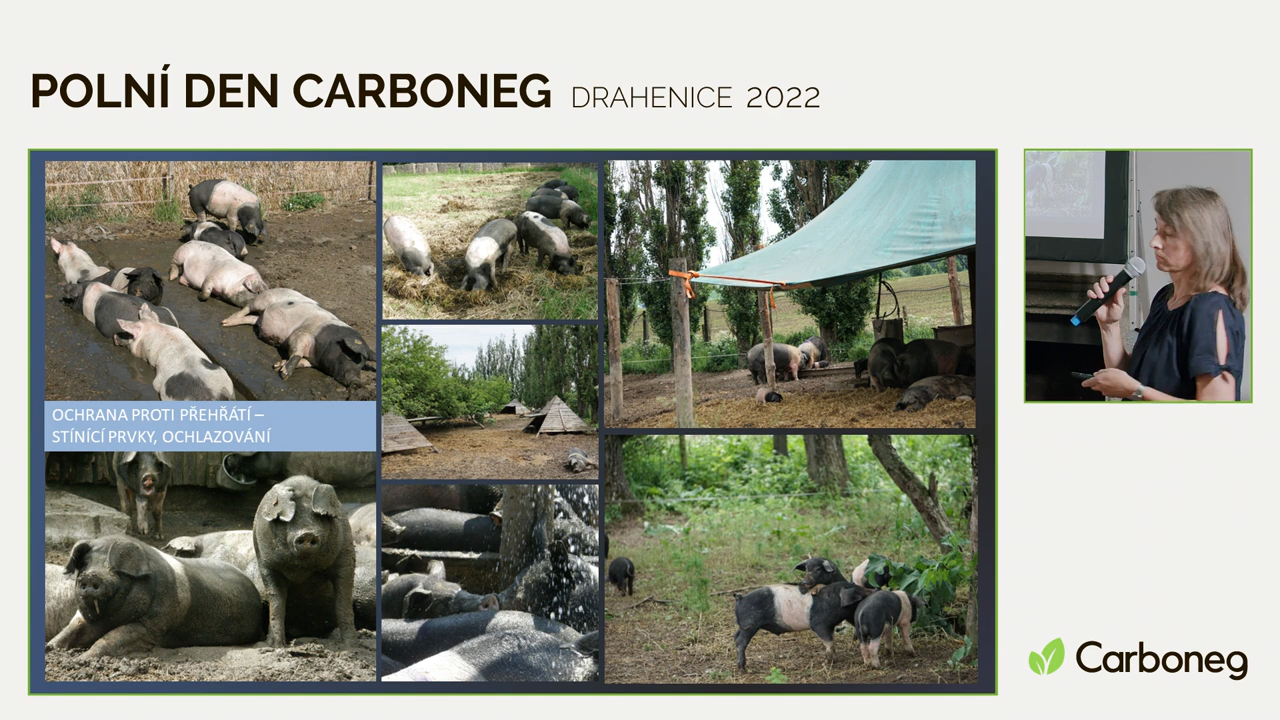 POLNÍ DEN CARBONEG DRAHENICE 2022
OCHRANA PROTI PŘEHŘÁTÍ –
STÍNÍCÍ PRVKY, OCHLAZOVÁNÍ
Carboneg